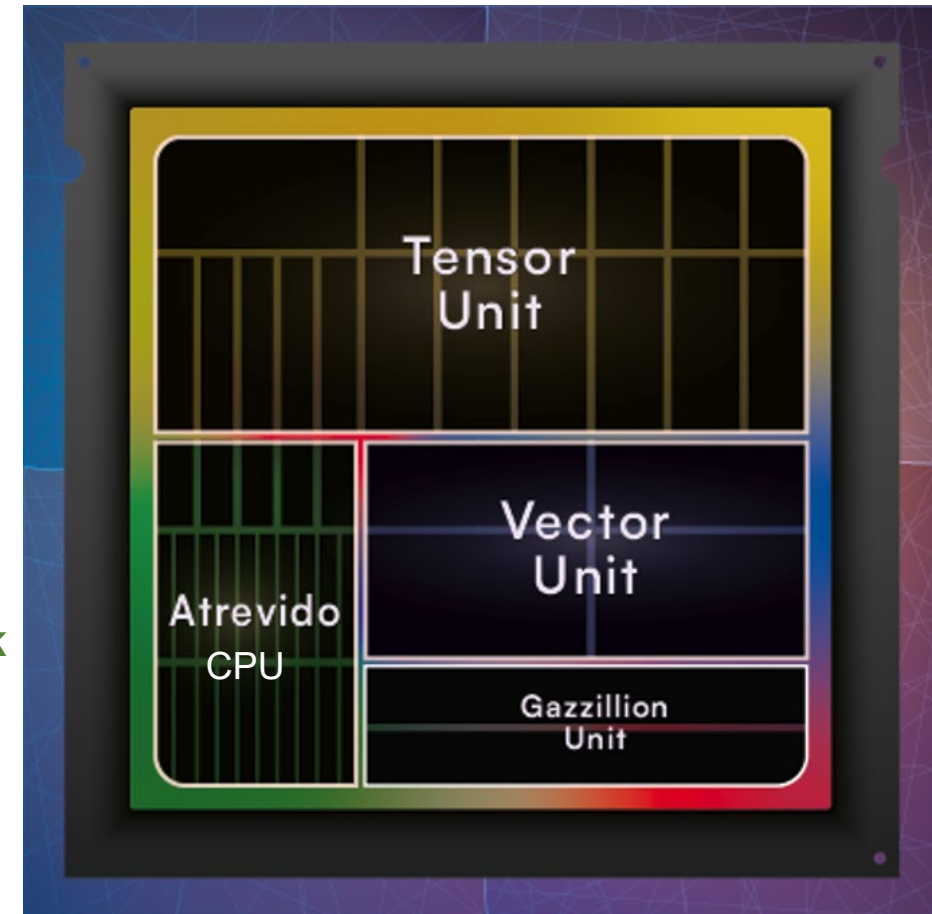 Tensor
Unit
Vector
Unit
Atrevido
CPU
Gazzillion
Unit